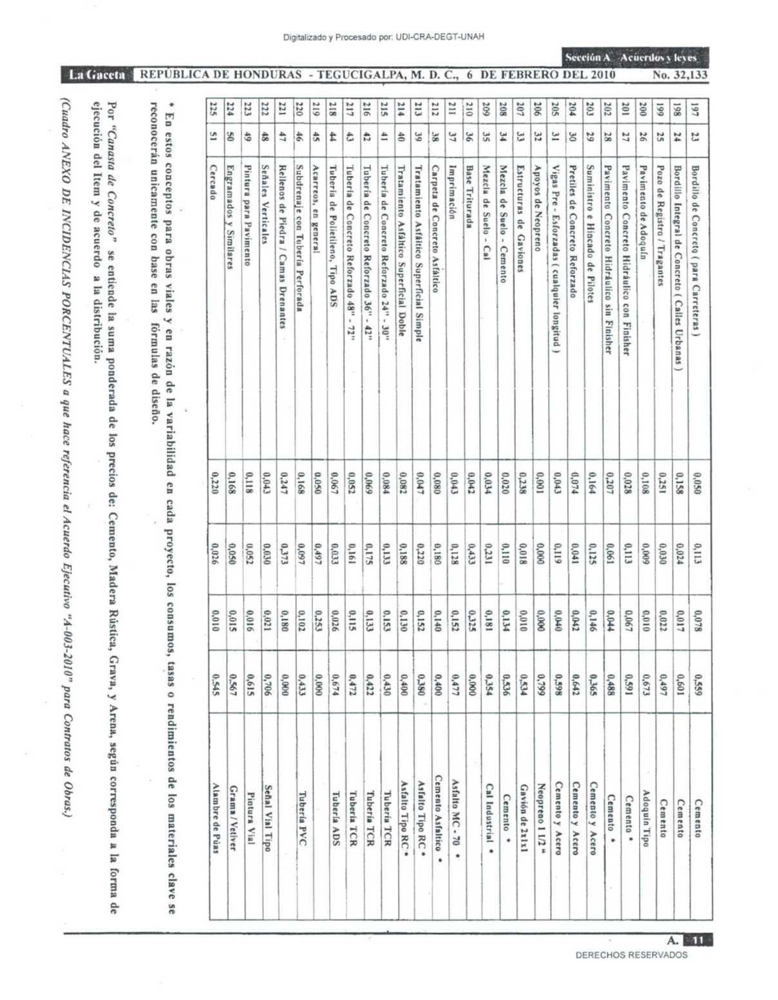 Digitalizado y Procesado por: UDI-CRA-DEGT-UNAH
Sección A Acuerdos y leyes
La Gaceta REPÚBLICA DE HONDURAS - TEGUCIGALPA, M. D. C., 6 DE FEBRERO DEL 2010 No. 32,133
197 23 Bordillo de Concreto ( para Carreteras ) 0,050 0,113 0,078 0,559 Cemento
198 24 Bordillo Integral de Concreto ( Calles Urbanas ) 0,158 0,024 0,017 0,601 Cemento
199 25 Pozo de Registro / Tragantes 0,251 0,030 0,022 0,497 Cemento
200 26 Pavimento de Adoquín 0,108 0,009 0,010 0,673 Adoquín Tipo
201 27 Pavimento Concreto Hidráulico con Finisher 0,028 0,113 0,067 0,591 Cemento *
202 28 Pavimento Concreto Hidráulico sin Finisher 0,207 0,061 0,044 0,488 Cemento *
203 29 Suministro e Hincado de Pilotes 0,164 0,125 0,146 0,365 Cemento y Acero
204 30 Pretiles de Concreto Reforzado 0,074 0,041 0,042 0,642 Cemento y Acero
205 31 Vigas Pre - Esforzadas ( cualquier longitud ) 0,043 0,119 0,040 0,598 Cemento y Acero
206 32 Apoyos de Neopreno 0,001 0,000 0,000 0,799 Neopreno 1 1/2 "
207 33 Estructuras de Gaviones 0,238 0,018 0,010 0,534 Gavión de 2x1x1
208 34 Mezcla de Suelo - Cemento 0,020 0,110 0,134 0,536 Cemento *
209 35 Mezcla de Suelo - Cal 0,034 0,231 0,181 0,354 Cal Industrial *
210 36 Base Triturada 0,042 0,433 0,325 0,000
211 37 Imprimación 0,043 0,128 0,152 0,477 Asfalto MC - 70 *
212 38 Carpeta de Concreto Asfáltico 0,080 0,180 0,140 0,400 Cemento Asfaltico *
213 39 Tratamiento Asfáltico Superficial Simple 0,047 0,220 0,152 0,380 Asfalto Tipo RC *
214 40 Tratamiento Asfáltico Superficial Doble 0,082 0,188 0,130 0,400 Asfalto Tipo RC *
215 41 Tubería de Concreto Reforzado 24" - 30" 0,084 0,133 0,153 0,430 Tubería TCR
216 42 Tubería de Concreto Reforzado 36" - 42" 0,069 0,175 0,133 0,422 Tubería TCR
217 43 Tubería de Concreto Reforzado 48" - 72" 0,052 0,161 0,115 0,472 Tubería TCR
218 44 Tubería de Polietileno, Tipo ADS 0,067 0,033 0,026 0,674 Tubería ADS
219 45 Acarreos, en general 0,050 0,497 0,253 0,000
220 46 Subdrenaje con Tubería Perforada 0,168 0,097 0,102 0,433 Tubería PVC
221 47 Rellenos de Piedra / Camas Drenantes 0,247 0,373 0,180 0,000
222 48 Señales Verticales 0,043 0,030 0,021 0,706 Señal Vial Tipo
223 49 Pintura para Pavimento 0,118 0,052 0,016 0,615 Pintura Vial
224 50 Engramados y Similares 0,168 0,050 0,015 0,567 Grama / Vetiver
225 51 Cercado 0,220 0,026 0,010 0,545 Alambre de Púas
* En estos conceptos para obras viales y en razón de la variabilidad en cada proyecto, los consumos, tasas o rendimientos de los materiales clave se
reconocerán unicamente con base en las fórmulas de diseño.
Por "Canasta de Concreto" se entiende la suma ponderada de los precios de: Cemento, Madera Rústica, Grava, y Arena, según corresponda a la forma de
ejecución del Item y de acuerdo a la distribución.
(Cuadro ANEXO DE INCIDENCIAS PORCENTUALES a que hace referencia el Acuerdo Ejecutivo "A-003-2010" para Contratos de Obras.)
A. 11
DERECHOS RESERVADOS